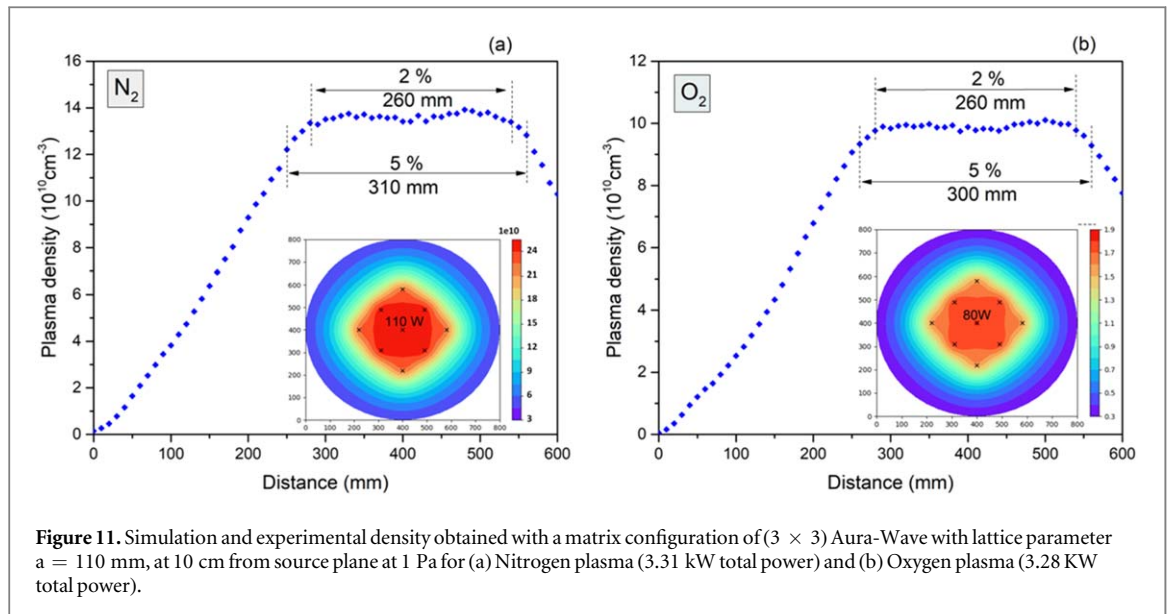 (a)
16
14
12
10
8
6
4
2
0
Plasma density (10¹⁰cm⁻³)
N₂
2 %
260 mm
5 %
310 mm
1e10
800
700
600
500
400
300
200
100
0
0 100 200 300 400 500 600 700 800
110 W
24
21
18
15
12
9
6
3
0 100 200 300 400 500 600
Distance (mm)
(b)
12
10
8
6
4
2
0
Plasma density (10¹⁰cm⁻³)
O₂
2 %
260 mm
5 %
300 mm
800
700
600
500
400
300
200
100
0
0 100 200 300 400 500 600 700 800
80W
1.9
1.7
1.5
1.3
1.1
0.9
0.7
0.5
0.3
0 100 200 300 400 500 600
Distance (mm)
Figure 11. Simulation and experimental density obtained with a matrix configuration of (3 × 3) Aura-Wave with lattice parameter
a = 110 mm, at 10 cm from source plane at 1 Pa for (a) Nitrogen plasma (3.31 kW total power) and (b) Oxygen plasma (3.28 KW
total power).